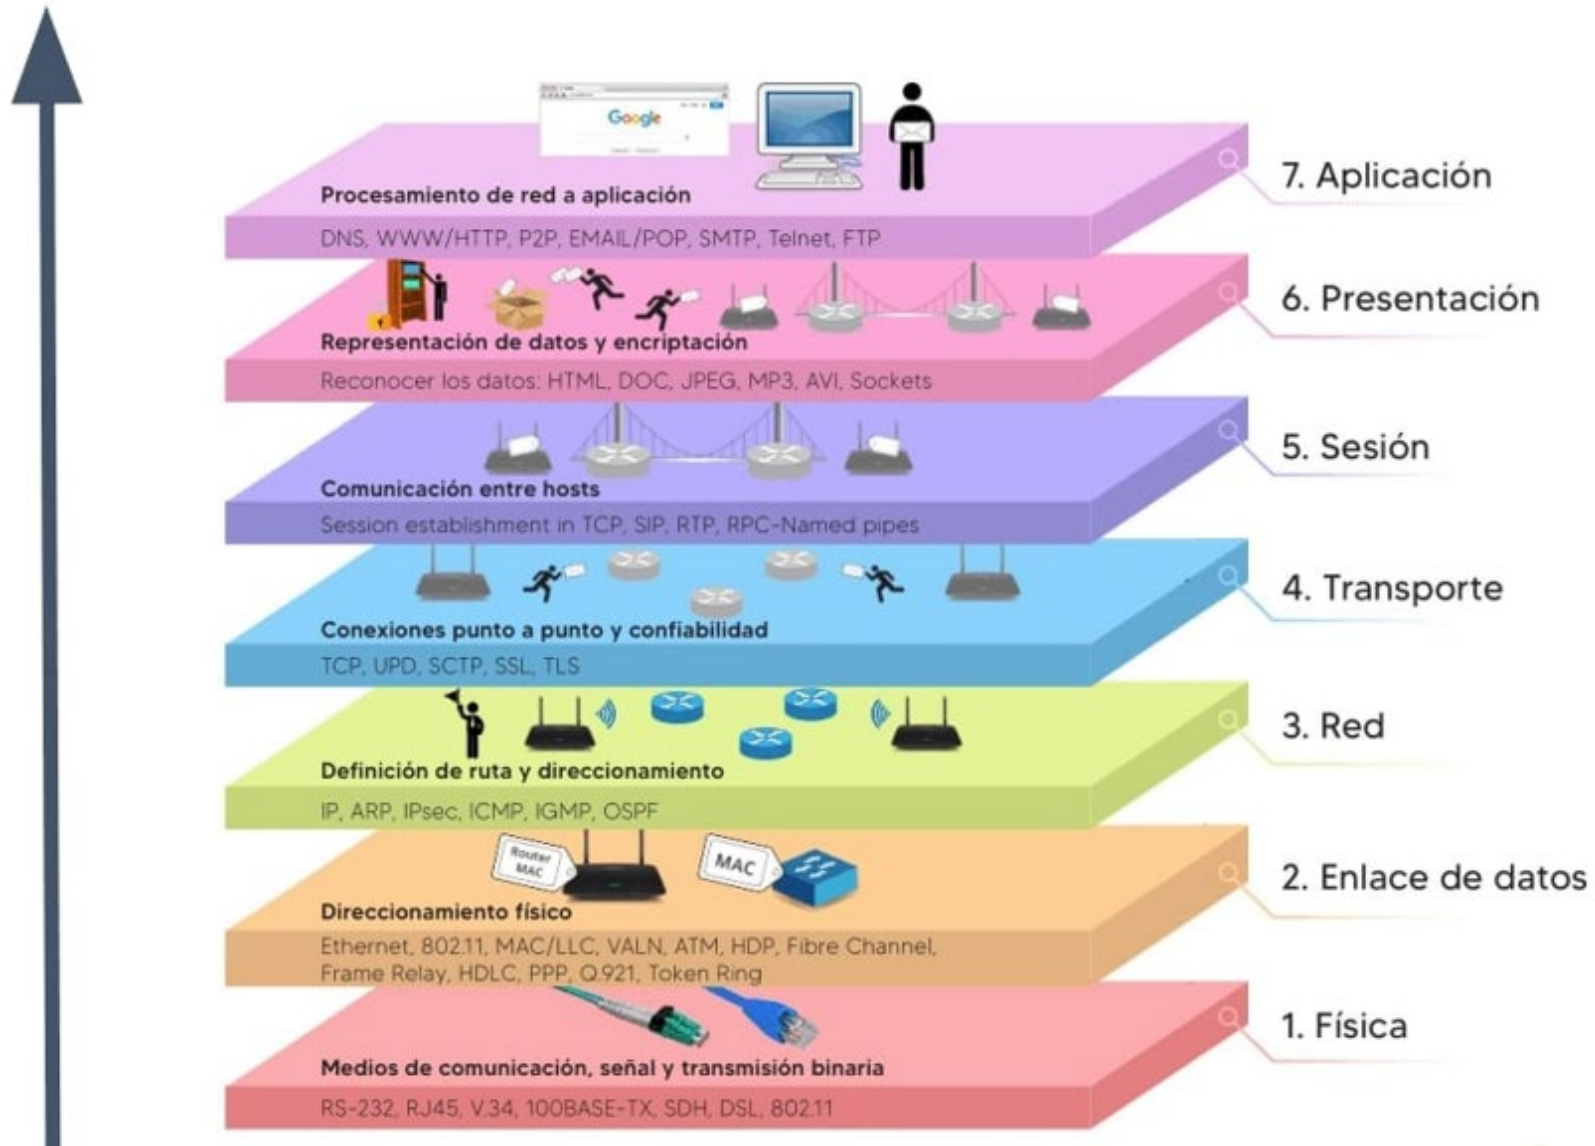 Google
Procesamiento de red a aplicación
DNS, WWW/HTTP, P2P, EMAIL/POP, SMTP, Telnet, FTP
7. Aplicación
Representación de datos y encriptación
Reconocer los datos: HTML, DOC, JPEG, MP3, AVI, Sockets
6. Presentación
Comunicación entre hosts
Session establishment in TCP, SIP, RTP, RPC-Named pipes
5. Sesión
Conexiones punto a punto y confiabilidad
TCP, UPD, SCTP, SSL, TLS
4. Transporte
Definición de ruta y direccionamiento
IP, ARP, IPsec, ICMP, IGMP, OSPF
3. Red
Router
MAC
MAC
Direccionamiento físico
Ethernet, 802.11, MAC/LLC, VALN, ATM, HDP, Fibre Channel,
Frame Relay, HDLC, PPP, Q.921, Token Ring
2. Enlace de datos
Medios de comunicación, señal y transmisión binaria
RS-232, RJ45, V.34, 100BASE-TX, SDH, DSL, 802.11
1. Física